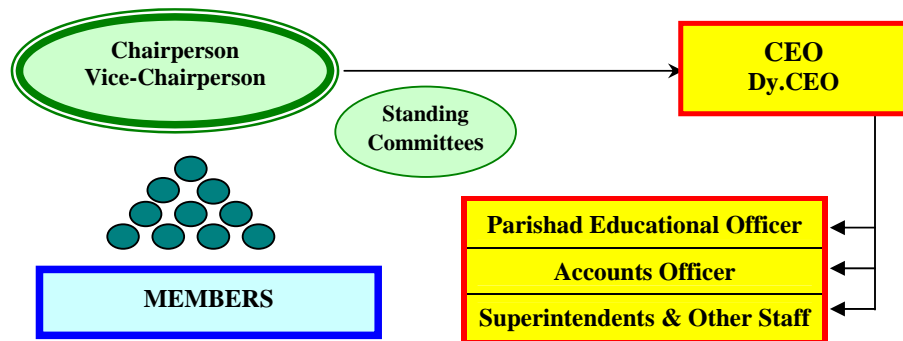 Chairperson
Vice-Chairperson
CEO
Dy.CEO
Standing
Committees
Parishad Educational Officer
Accounts Officer
Superintendents & Other Staff
MEMBERS